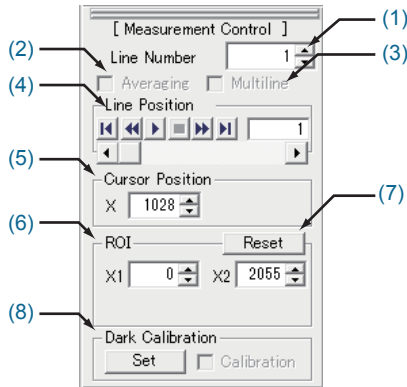 [ Measurement Control ]
(1)
(2)
Line Number 1
(3)
Averaging Multiline
(4)
Line Position
1
(5)
Cursor Position
X 1028
(7)
(6)
ROI Reset
X1 0 X2 2055
(8)
Dark Calibration
Set Calibration